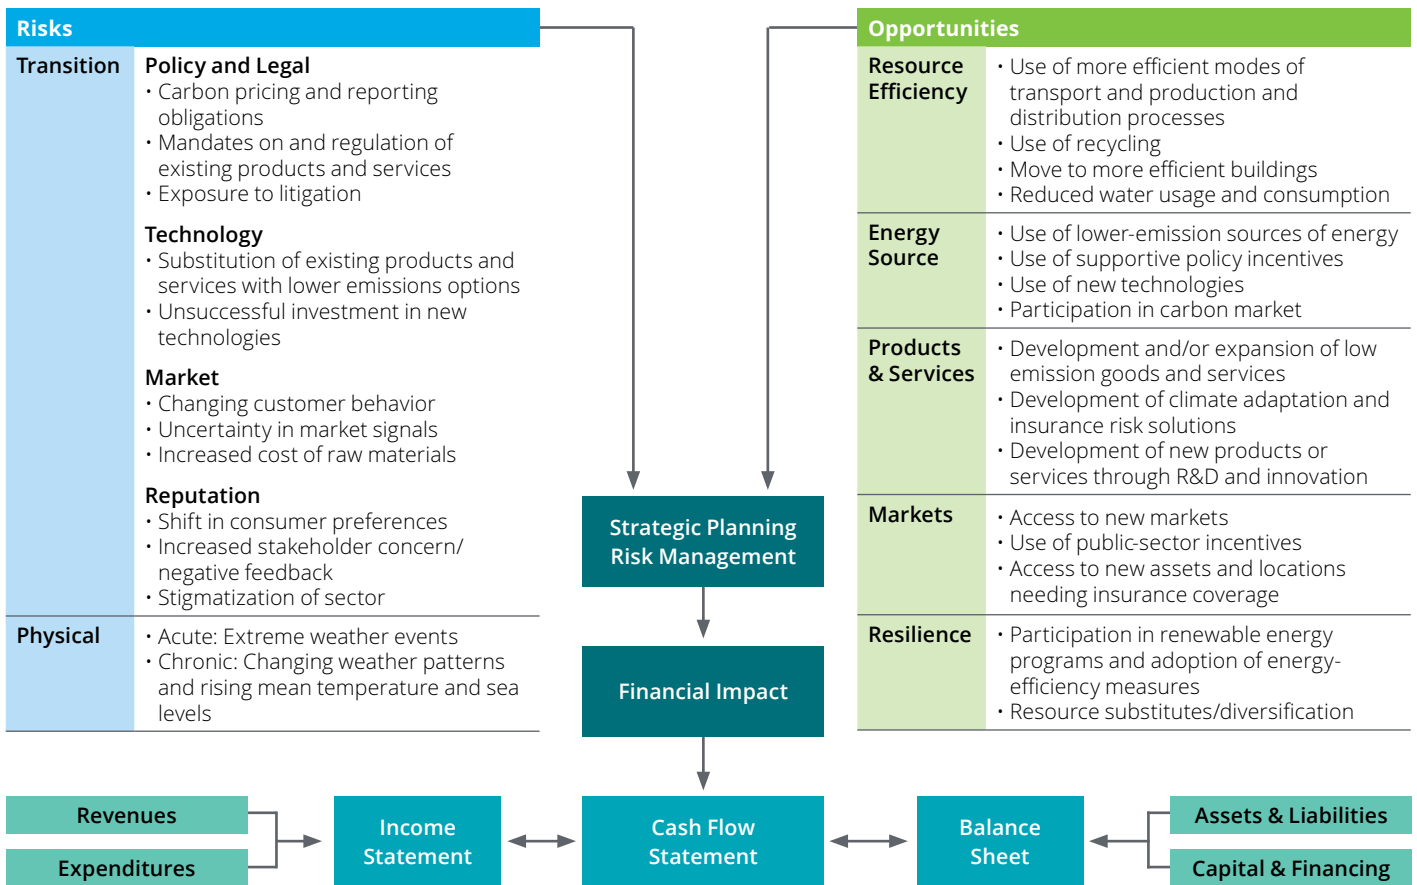 Risks
Transition
Policy and Legal
· Carbon pricing and reporting
obligations
· Mandates on and regulation of
existing products and services
· Exposure to litigation
Technology
· Substitution of existing products and
services with lower emissions options
· Unsuccessful investment in new
technologies
Market
· Changing customer behavior
· Uncertainty in market signals
· Increased cost of raw materials
Reputation
· Shift in consumer preferences
· Increased stakeholder concern/
negative feedback
· Stigmatization of sector
Physical
· Acute: Extreme weather events
· Chronic: Changing weather patterns
and rising mean temperature and sea
levels
Opportunities
Resource
Efficiency
· Use of more efficient modes of
transport and production and
distribution processes
· Use of recycling
· Move to more efficient buildings
· Reduced water usage and consumption
Energy
Source
· Use of lower-emission sources of energy
· Use of supportive policy incentives
· Use of new technologies
· Participation in carbon market
Products
& Services
· Development and/or expansion of low
emission goods and services
· Development of climate adaptation and
insurance risk solutions
· Development of new products or
services through R&D and innovation
Markets
· Access to new markets
· Use of public-sector incentives
· Access to new assets and locations
needing insurance coverage
Resilience
· Participation in renewable energy
programs and adoption of energy-
efficiency measures
· Resource substitutes/diversification
Strategic Planning
Risk Management
Financial Impact
Revenues
Expenditures
Income
Statement
Cash Flow
Statement
Balance
Sheet
Assets & Liabilities
Capital & Financing